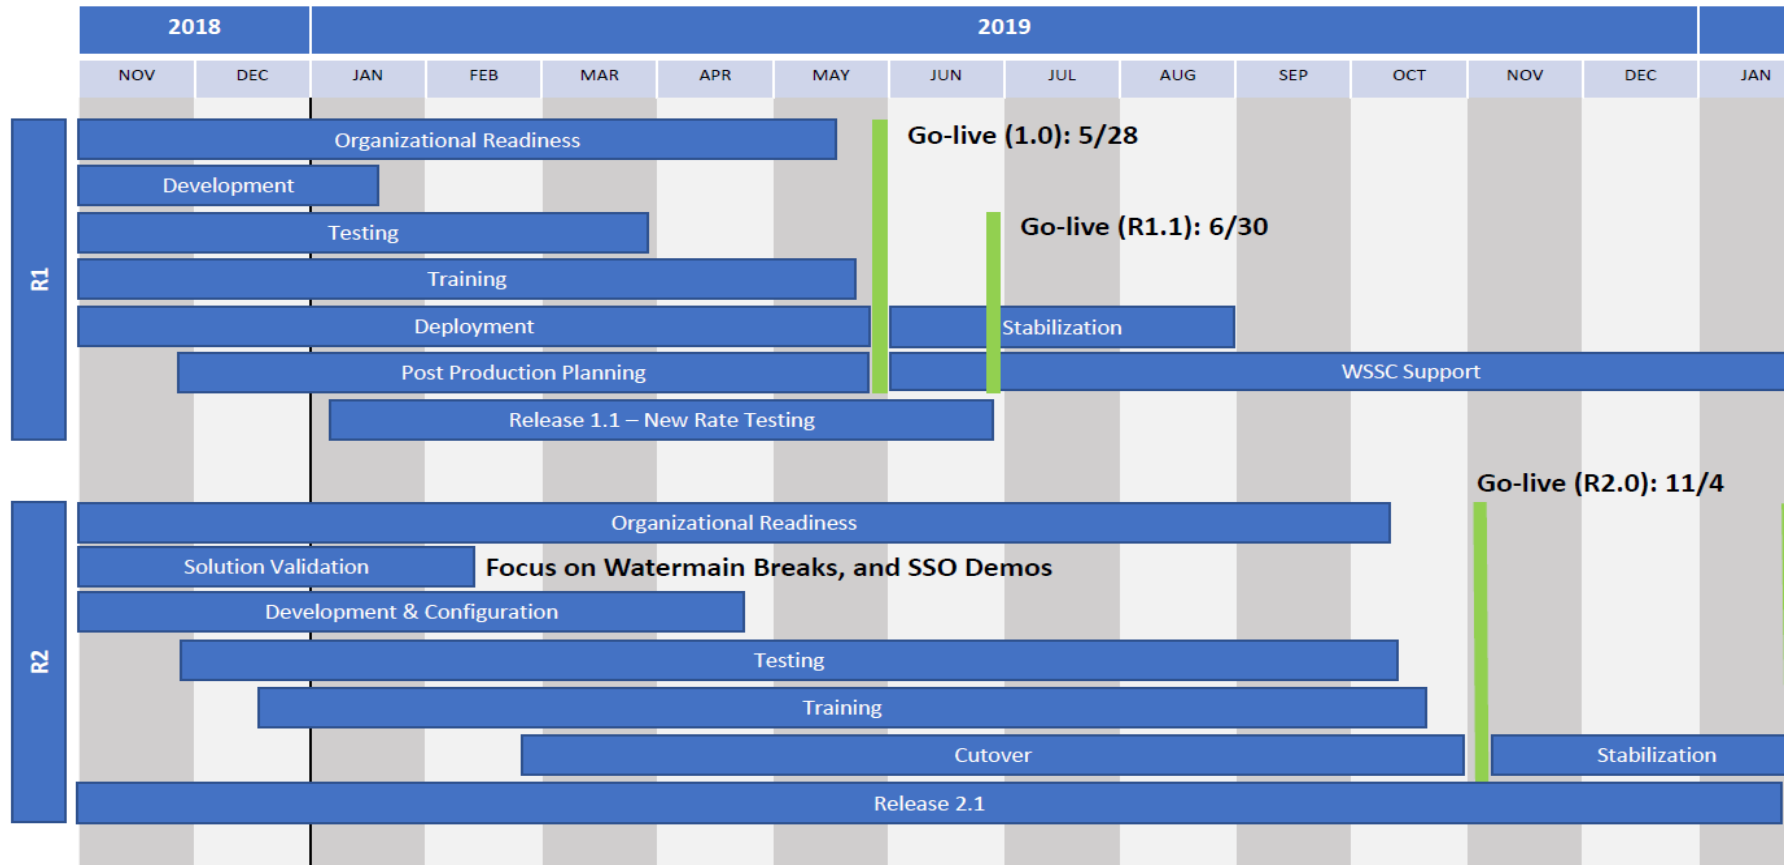 2018 2019
NOV DEC JAN FEB MAR APR MAY JUN JUL AUG SEP OCT NOV DEC JAN
R1
Organizational Readiness
Go-live (1.0): 5/28
Development
Testing
Go-live (R1.1): 6/30
Training
Deployment
Stabilization
Post Production Planning
WSSC Support
Release 1.1 – New Rate Testing
R2
Go-live (R2.0): 11/4
Organizational Readiness
Solution Validation
Focus on Watermain Breaks, and SSO Demos
Development & Configuration
Testing
Training
Cutover
Stabilization
Release 2.1